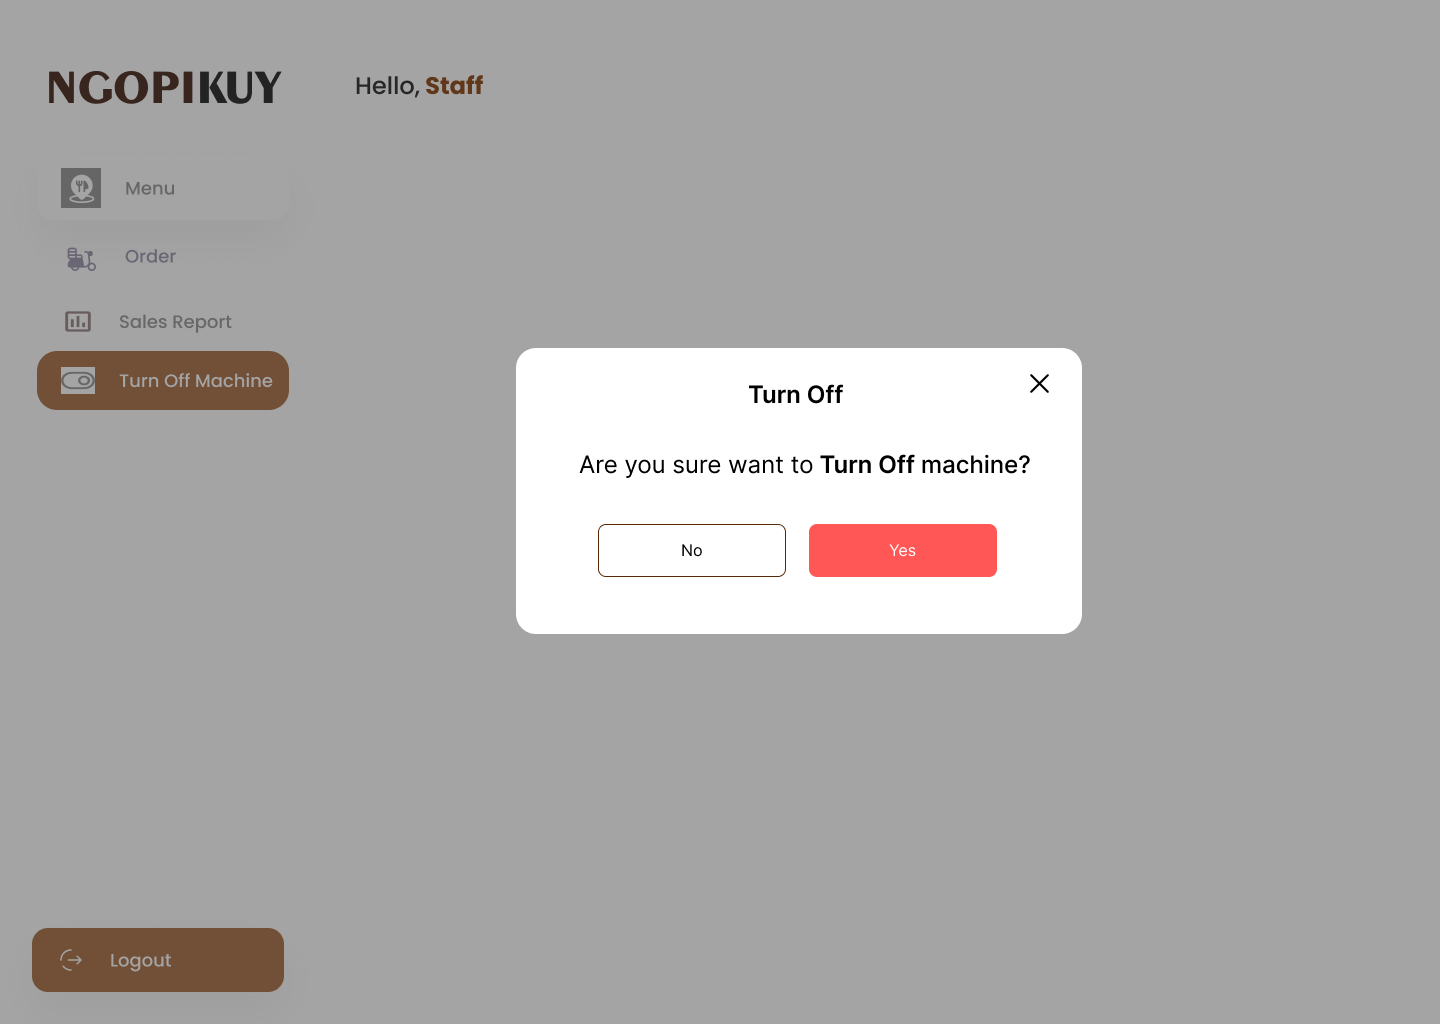 NGOPIKUY
Hello, Staff
Menu
Order
Sales Report
Turn Off Machine
Turn Off
Are you sure want to Turn Off machine?
No
Yes
Logout